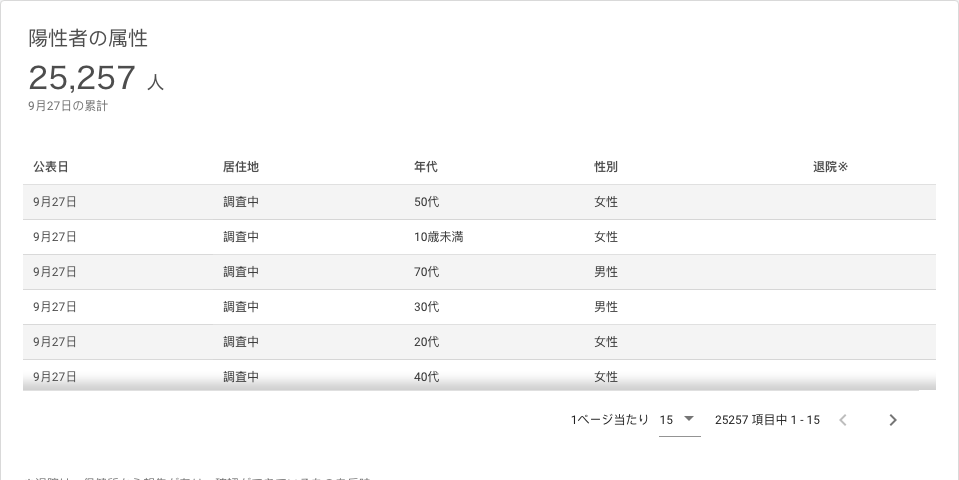 陽性者の属性
25,257 人
9月27日の累計
公表日 居住地 年代 性別 退院※
9月27日 調査中 50代 女性
9月27日 調査中 10歳未満 女性
9月27日 調査中 70代 男性
9月27日 調査中 30代 男性
9月27日 調査中 20代 女性
9月27日 調査中 40代 女性
1ページ当たり 15 25257 項目中 1 - 15